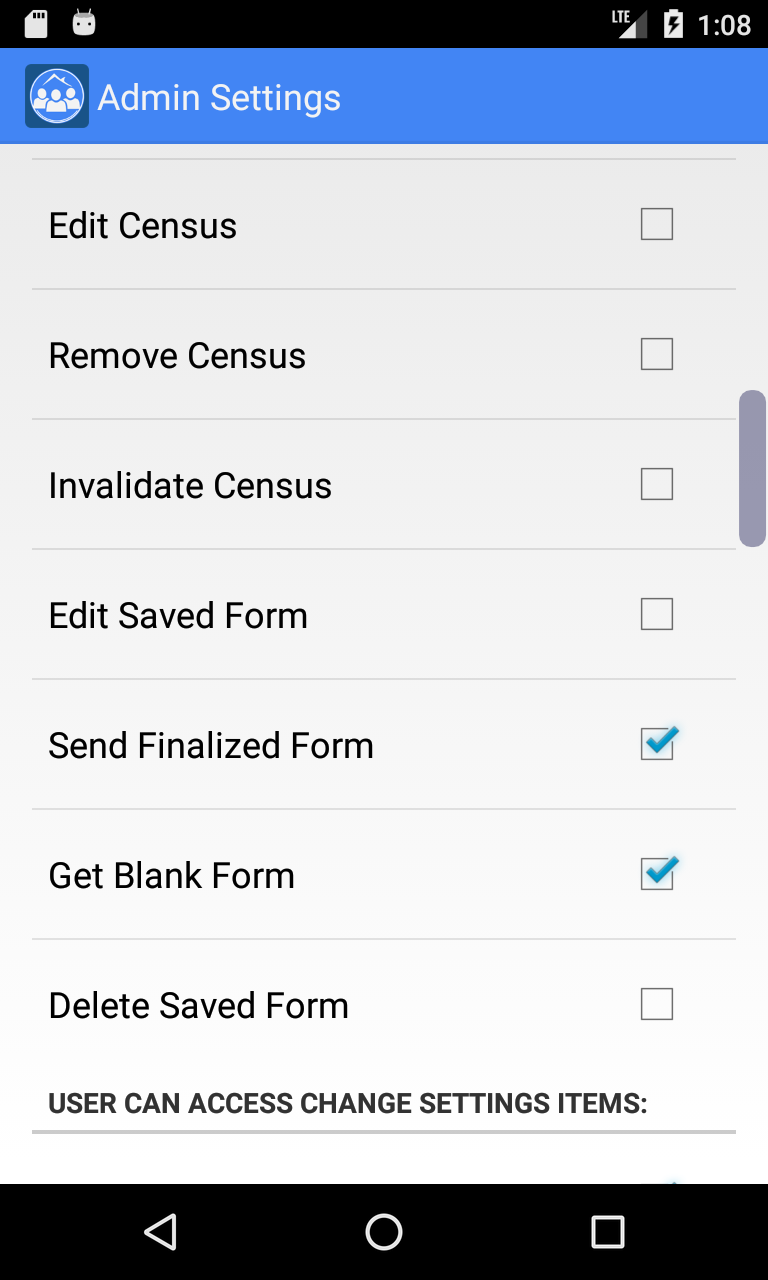 LTE 1:08
Admin Settings
Edit Census
Remove Census
Invalidate Census
Edit Saved Form
Send Finalized Form
Get Blank Form
Delete Saved Form
USER CAN ACCESS CHANGE SETTINGS ITEMS: